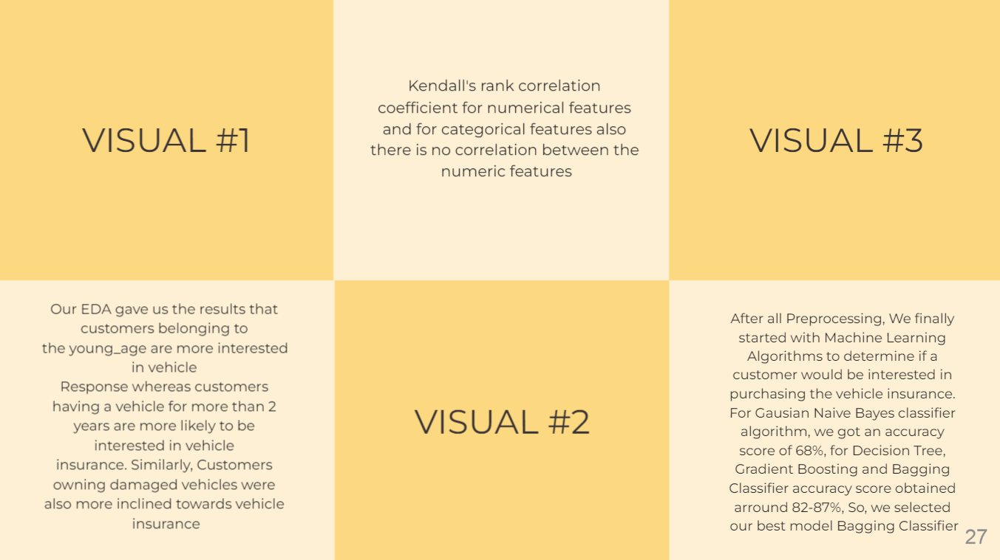 VISUAL #1
Our EDA gave us the results that
customers belonging to
the young_age are more interested
in vehicle
Response whereas customers
having a vehicle for more than 2
years are more likely to be
interested in vehicle
insurance. Similarly, Customers
owning damaged vehicles were
also more inclined towards vehicle
insurance
Kendall's rank correlation
coefficient for numerical features
and for categorical features also
there is no correlation between the
numeric features
VISUAL #2
VISUAL #3
After all Preprocessing, We finally
started with Machine Learning
Algorithms to determine if a
customer would be interested in
purchasing the vehicle insurance.
For Gausian Naive Bayes classifier
algorithm, we got an accuracy
score of 68%, for Decision Tree,
Gradient Boosting and Bagging
Classifier accuracy score obtained
arround 82-87%, So, we selected
our best model Bagging Classifier
27